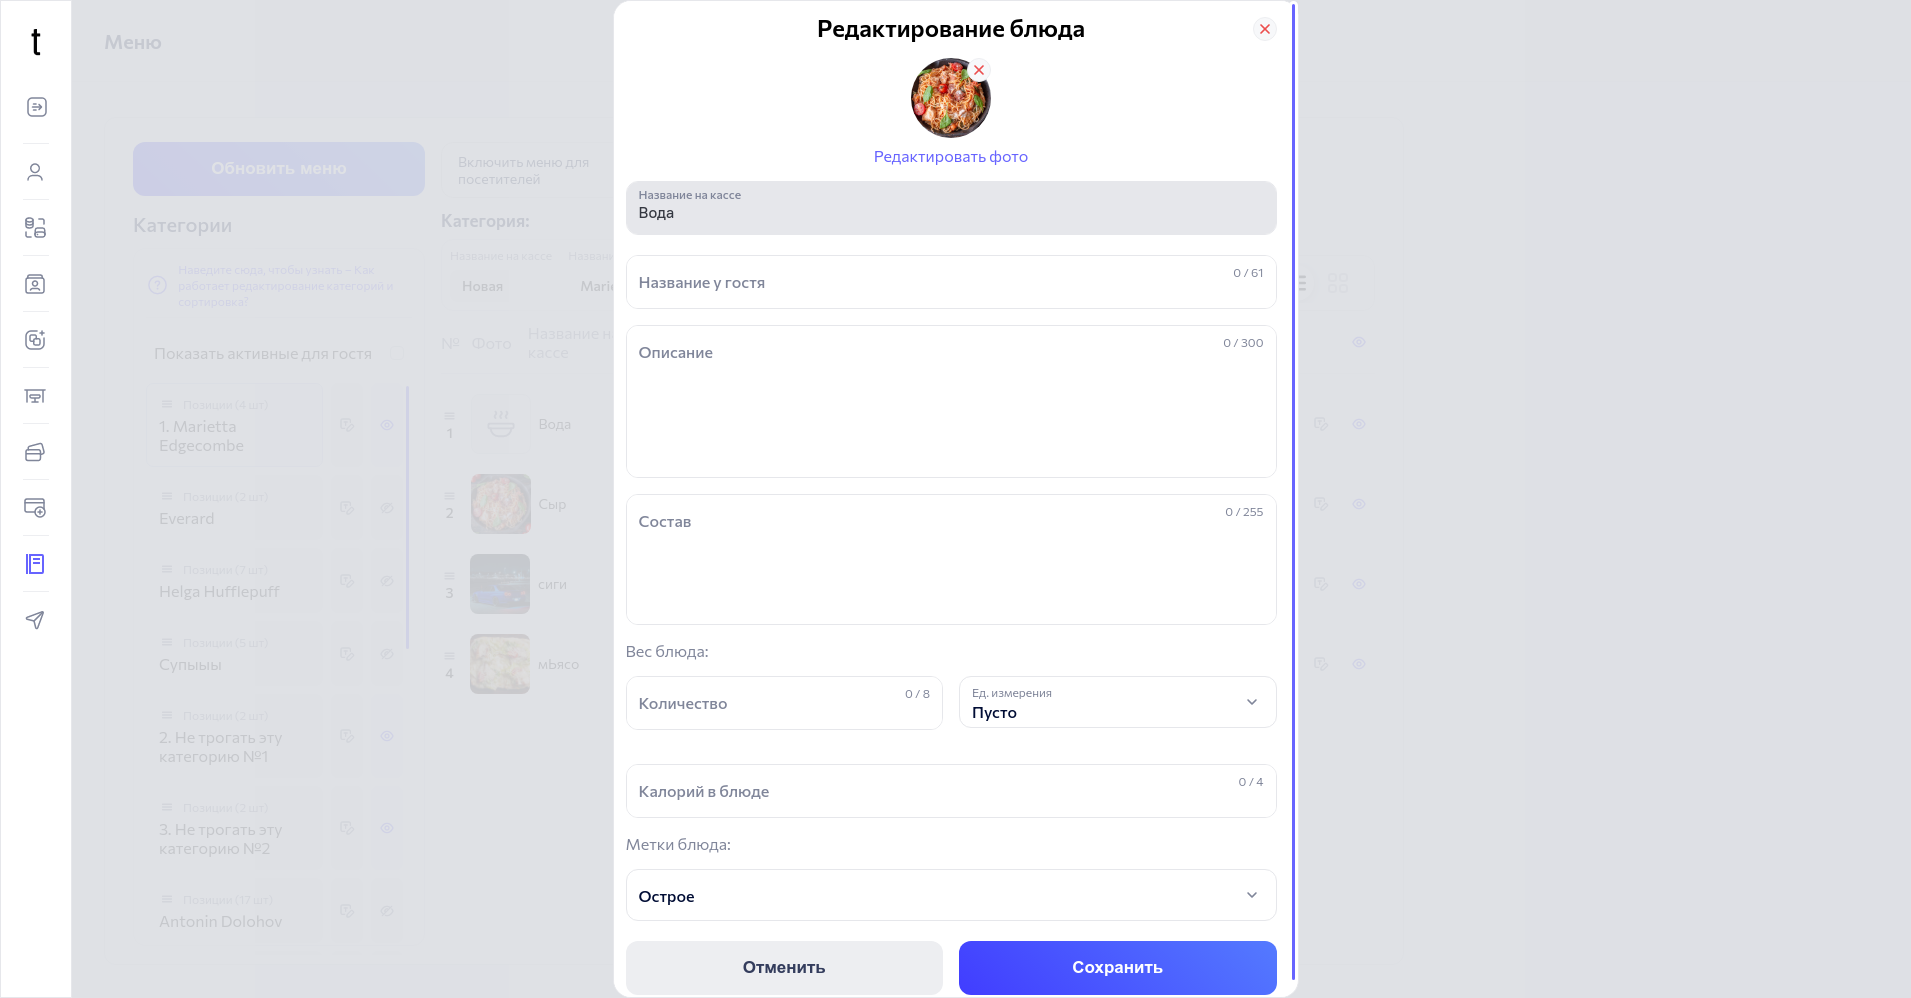 t
Меню
Обновить меню
Включить меню для
посетителей
Категории
Наведите сюда, чтобы узнать – Как
работает редактирование категорий и
сортировка?
Показать активные для гостя
Позиции (4 шт)
1. Marietta
Edgecombe
Позиции (2 шт)
Everard
Позиции (7 шт)
Helga Hufflepuff
Позиции (5 шт)
Супыыы
Позиции (2 шт)
2. Не трогать эту
категорию №1
Позиции (2 шт)
3. Не трогать эту
категорию №2
Позиции (17 шт)
Antonin Dolohov
Категория:
Название на кассе
Новая
№
Фото
Название
кассе
1
Вода
2
Сыр
3
сиги
4
мЬясо
Редактирование блюда
Редактировать фото
Название на кассе
Вода
Название у гостя
0 / 61
Описание
0 / 300
Состав
0 / 255
Вес блюда:
Количество
0 / 8
Ед. измерения
Пусто
Калорий в блюде
0 / 4
Метки блюда:
Острое
Отменить
Сохранить